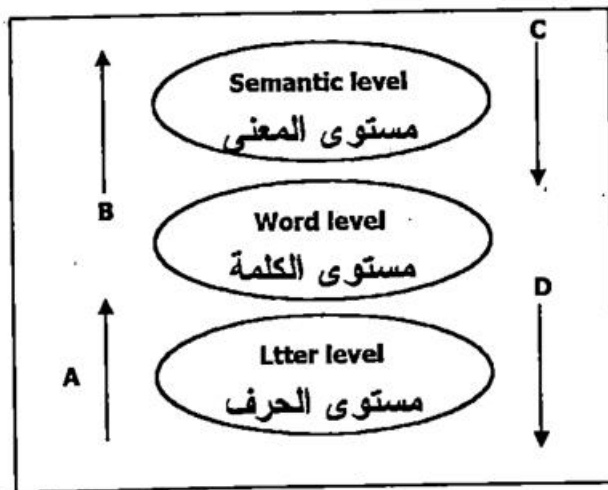 C
Semantic level
مستوى المعنى
B
Word level
مستوى الكلمة
D
Ltter level
A
مستوى الحرف